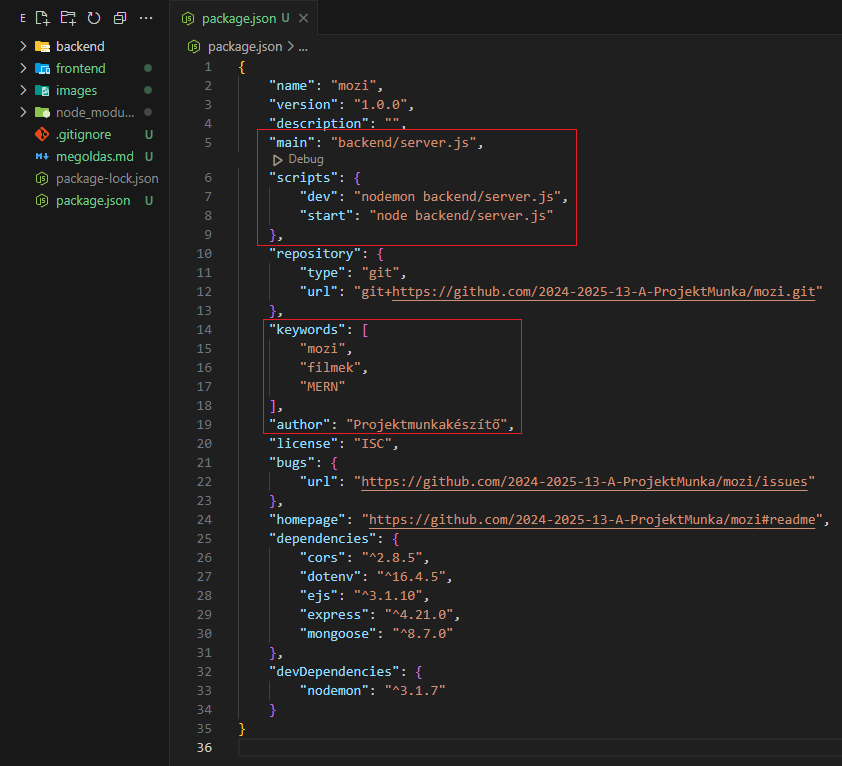 E
backend
frontend
images
node_modu...
.gitignore U
megoldas.md U
package-lock.json
package.json U
package.json U
package.json > ...
1 {
2 "name": "mozi",
3 "version": "1.0.0",
4 "description": "",
5 "main": "backend/server.js",
Debug
6 "scripts": {
7 "dev": "nodemon backend/server.js",
8 "start": "node backend/server.js"
9 },
10 "repository": {
11 "type": "git",
12 "url": "git+https://github.com/2024-2025-13-A-ProjektMunka/mozi.git"
13 },
14 "keywords": [
15 "mozi",
16 "filmek",
17 "MERN"
18 ],
19 "author": "Projektmunkakészítő",
20 "license": "ISC",
21 "bugs": {
22 "url": "https://github.com/2024-2025-13-A-ProjektMunka/mozi/issues"
23 },
24 "homepage": "https://github.com/2024-2025-13-A-ProjektMunka/mozi#readme",
25 "dependencies": {
26 "cors": "^2.8.5",
27 "dotenv": "^16.4.5",
28 "ejs": "^3.1.10",
29 "express": "^4.21.0",
30 "mongoose": "^8.7.0"
31 },
32 "devDependencies": {
33 "nodemon": "^3.1.7"
34 }
35 }
36